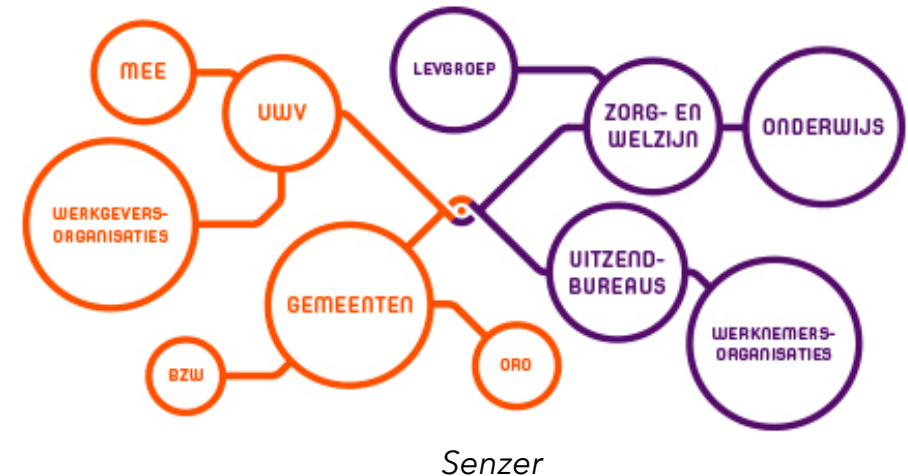 MEE
UWV
WERKGEVERS-
ORGANISATIES
GEMEENTEN
BZW
ORO
LEVGROEP
ZORG- EN
WELZIJN
ONDERWIJS
UITZEND-
BUREAUS
WERKNEMERS-
ORGANISATIES
Senzer